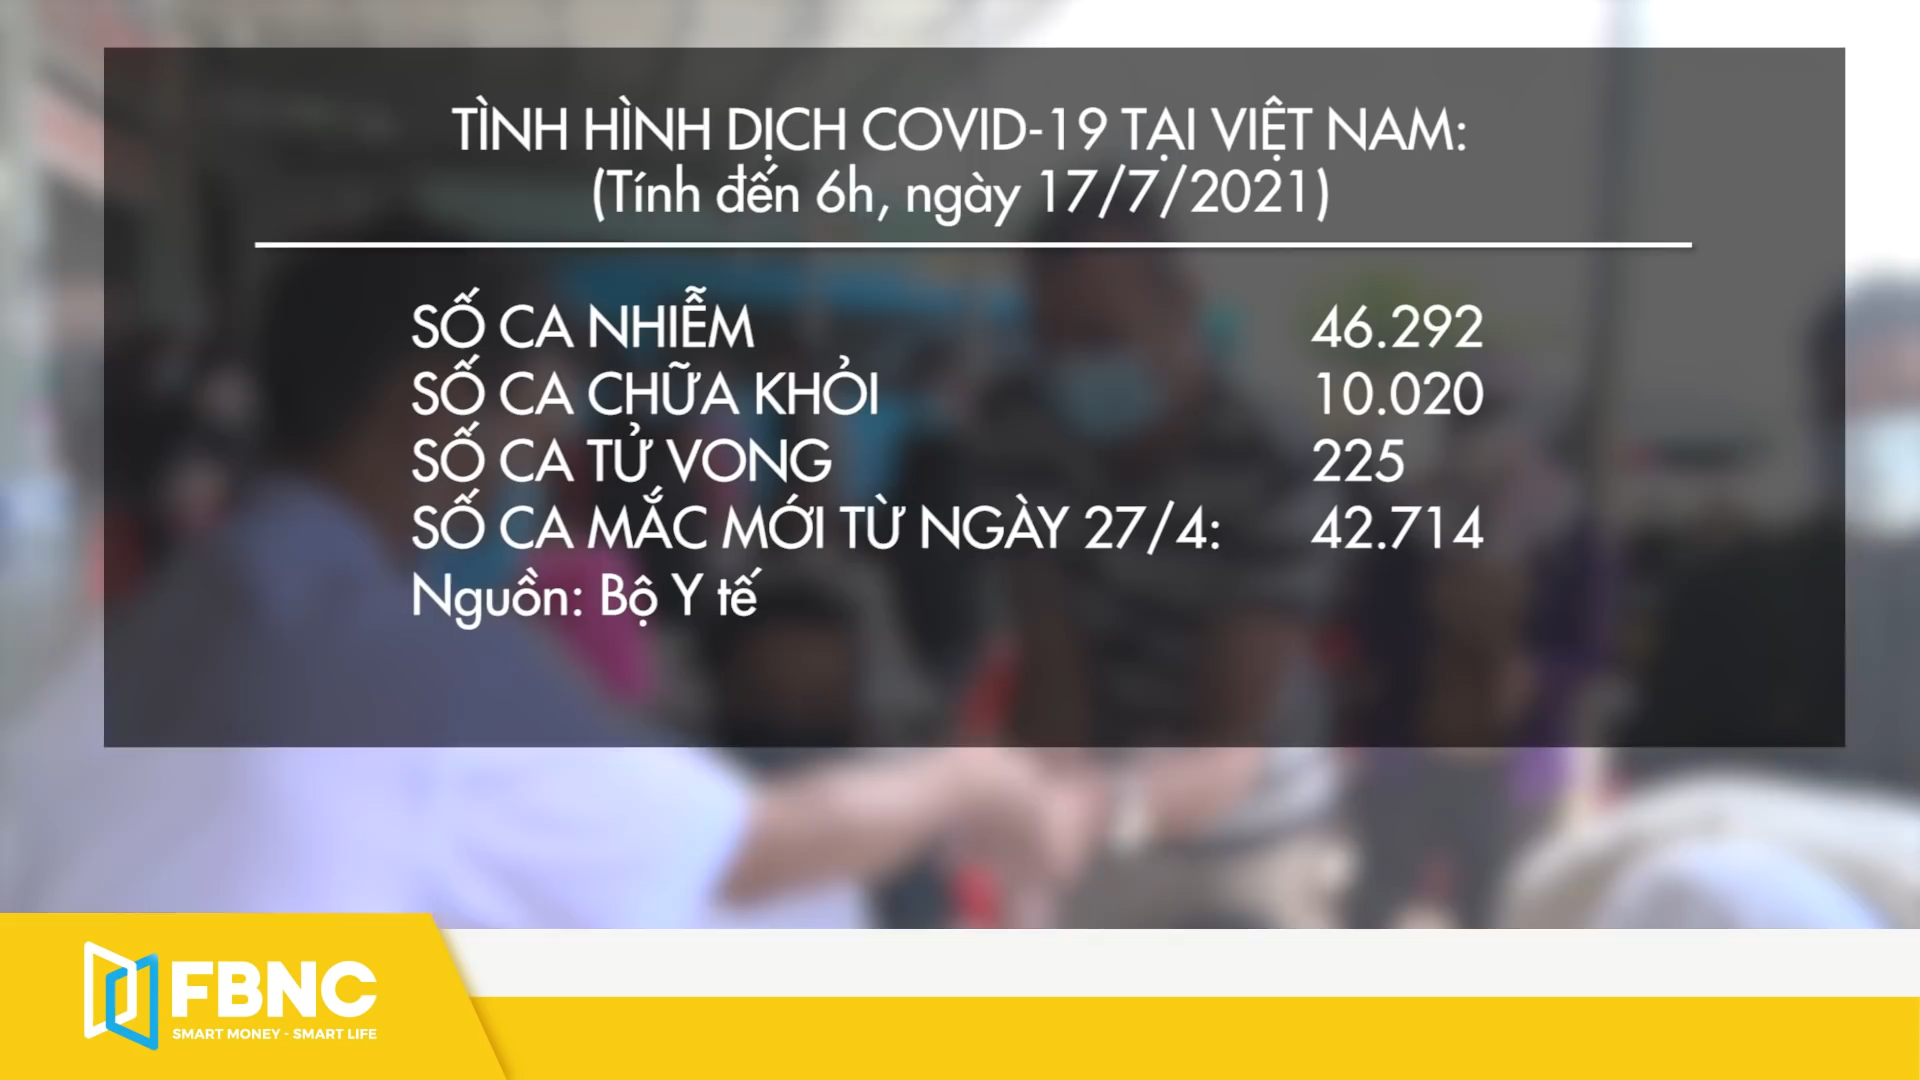 TÌNH HÌNH DỊCH COVID-19 TẠI VIỆT NAM:
(Tính đến 6h, ngày 17/7/2021)
SỐ CA NHIỄM 46.292
SỐ CA CHỮA KHỎI 10.020
SỐ CA TỬ VONG 225
SỐ CA MẮC MỚI TỪ NGÀY 27/4: 42.714
Nguồn: Bộ Y tế
FBNC
SMART MONEY - SMART LIFE